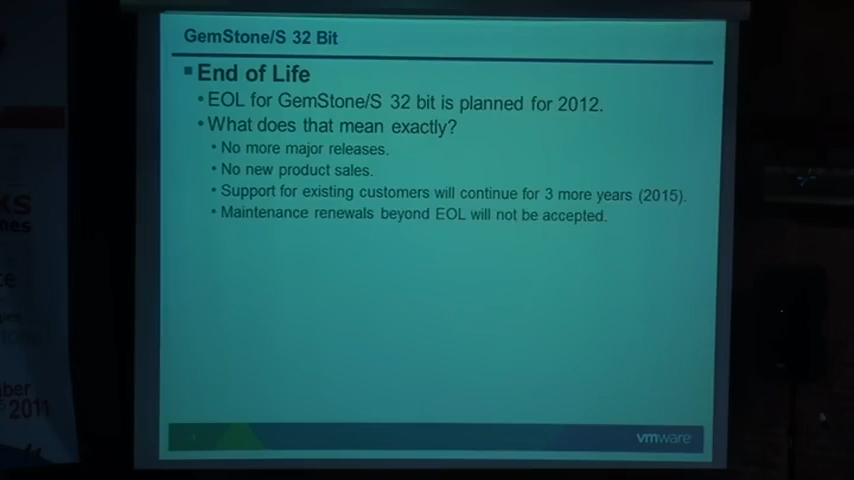 GemStone/S 32 Bit
End of Life
EOL for GemStone/S 32 bit is planned for 2012.
What does that mean exactly?
No more major releases.
No new product sales.
Support for existing customers will continue for 3 more years (2015).
Maintenance renewals beyond EOL will not be accepted.
vmware
2011